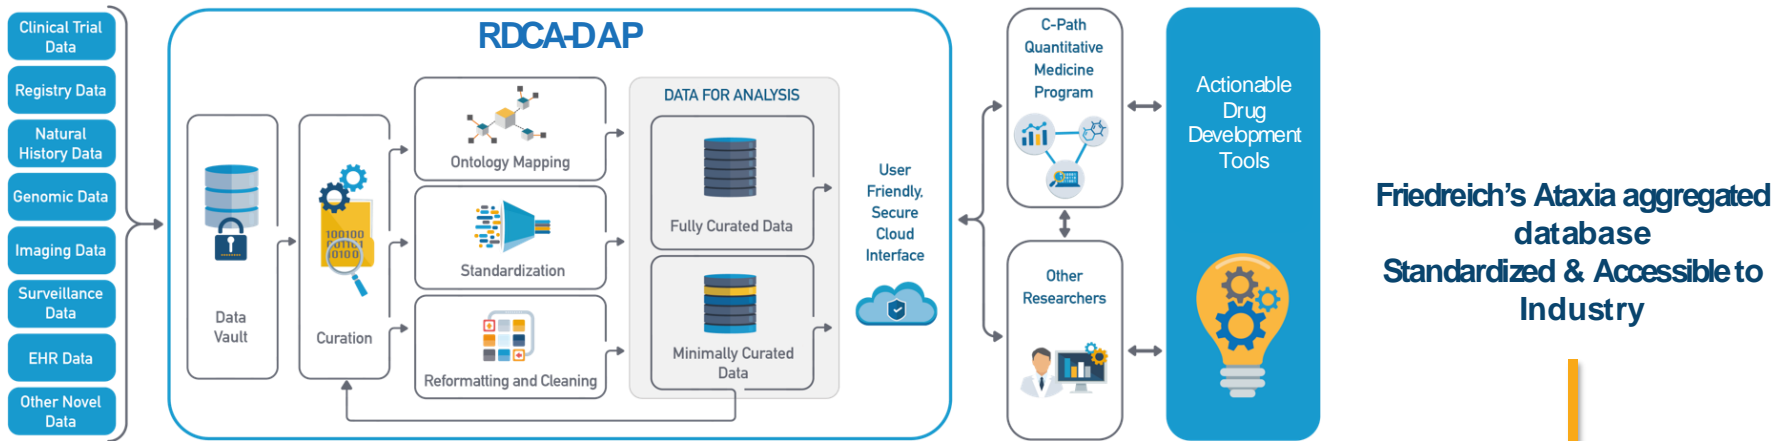 Clinical Trial
Data
Registry Data
Natural
History Data
Genomic Data
Imaging Data
Surveillance
Data
EHR Data
Other Novel
Data
RDCA-DAP
Data
Vault
100100
001101
10100
Curation
Ontology Mapping
Standardization
Reformatting and Cleaning
DATA FOR ANALYSIS
Fully Curated Data
Minimally Curated
Data
User
Friendly,
Secure
Cloud
Interface
C-Path
Quantitative
Medicine
Program
Other
Researchers
Actionable
Drug
Development
Tools
Friedreich's Ataxia aggregated
database
Standardized & Accessible to
Industry